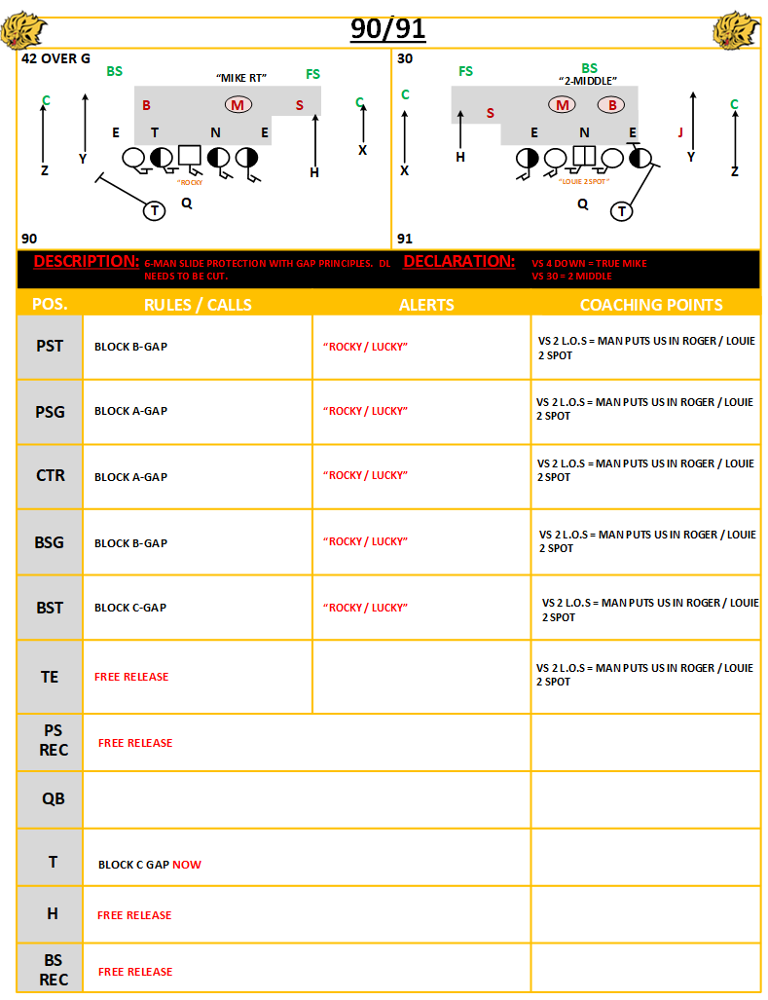 90/91
42 OVER G
BS
"MIKE RT"
FS
C
B
M
S
C
E
T
N
E
Z
Y
H
X
"ROCKY
T
Q
90
30
FS
BS
"2-MIDDLE"
C
S
M
B
C
E
N
E
J
X
H
Y
Z
"LOUIE 2 SPOT"
Q
T
91
DESCRIPTION: 6-MAN SLIDE PROTECTION WITH GAP PRINCIPLES. DL
NEEDS TO BE CUT.
DECLARATION: VS 4 DOWN = TRUE MIKE
VS 30 = 2 MIDDLE
POS. RULES / CALLS ALERTS COACHING POINTS
PST BLOCK B-GAP "ROCKY / LUCKY" VS 2 L.O.S = MAN PUTS US IN ROGER / LOUIE
2 SPOT
PSG BLOCK A-GAP "ROCKY / LUCKY" VS 2 L.O.S = MAN PUTS US IN ROGER / LOUIE
2 SPOT
CTR BLOCK A-GAP "ROCKY / LUCKY" VS 2 L.O.S = MAN PUTS US IN ROGER / LOUIE
2 SPOT
BSG BLOCK B-GAP "ROCKY / LUCKY" VS 2 L.O.S = MAN PUTS US IN ROGER / LOUIE
2 SPOT
BST BLOCK C-GAP "ROCKY / LUCKY" VS 2 L.O.S = MAN PUTS US IN ROGER / LOUIE
2 SPOT
TE FREE RELEASE VS 2 L.O.S = MAN PUTS US IN ROGER / LOUIE
2 SPOT
PS
REC
FREE RELEASE
QB
T BLOCK C GAP NOW
H FREE RELEASE
BS
REC
FREE RELEASE